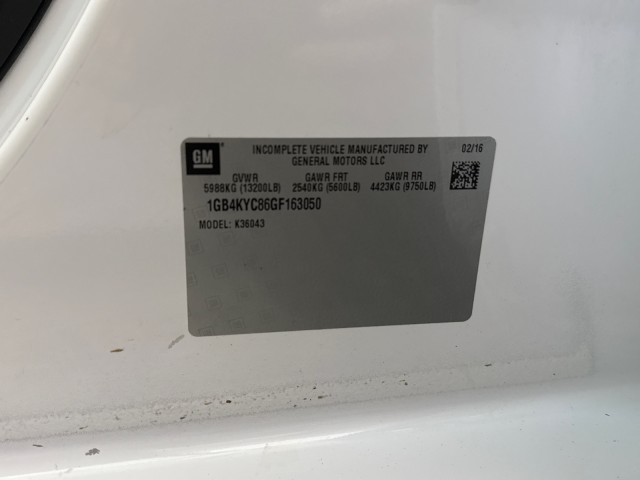 GM
INCOMPLETE VEHICLE MANUFACTURED BY
GENERAL MOTORS LLC
02/16
GVWR GAWR FRT GAWR RR
5988KG (13200LB) 2540KG (5600LB) 4423KG (9750LB)
1GB4KYC86GF163050
MODEL: K36043